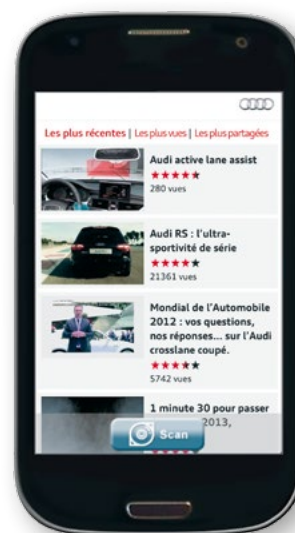 Les plus récentes | Les plus vues | Les plus partagées
Audi active lane assist
280 vues
Audi RS : l'ultra-
sportivité de série
21361 vues
Mondial de l'Automobile
2012 : vos questions,
nos réponses... sur l'Audi
crosslane coupé.
5742 vues
1 minute 30 pour passer
2013,
Scan